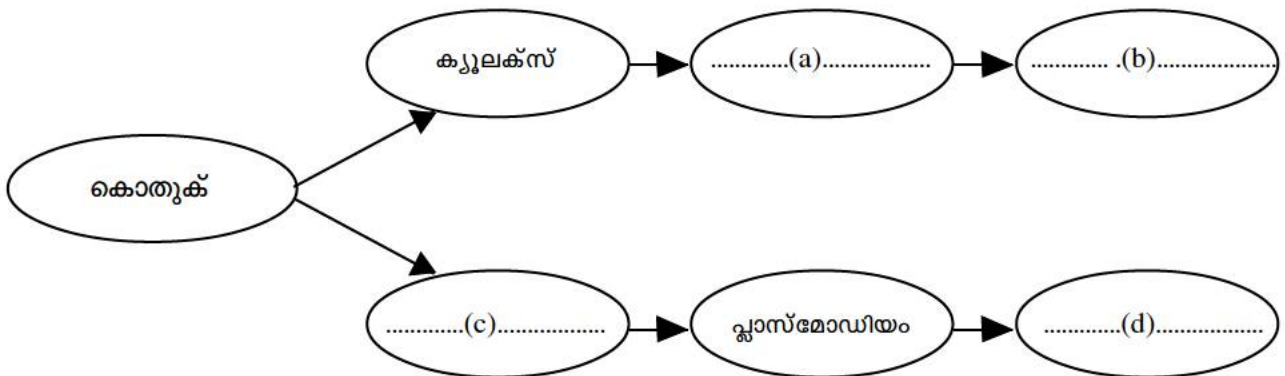 ക്യൂലക്സ്
.............(a)..................
............. .(b)....................
കൊതുക്
.............(c)..................
പ്ലാസ്മോഡിയം
.............(d)..................